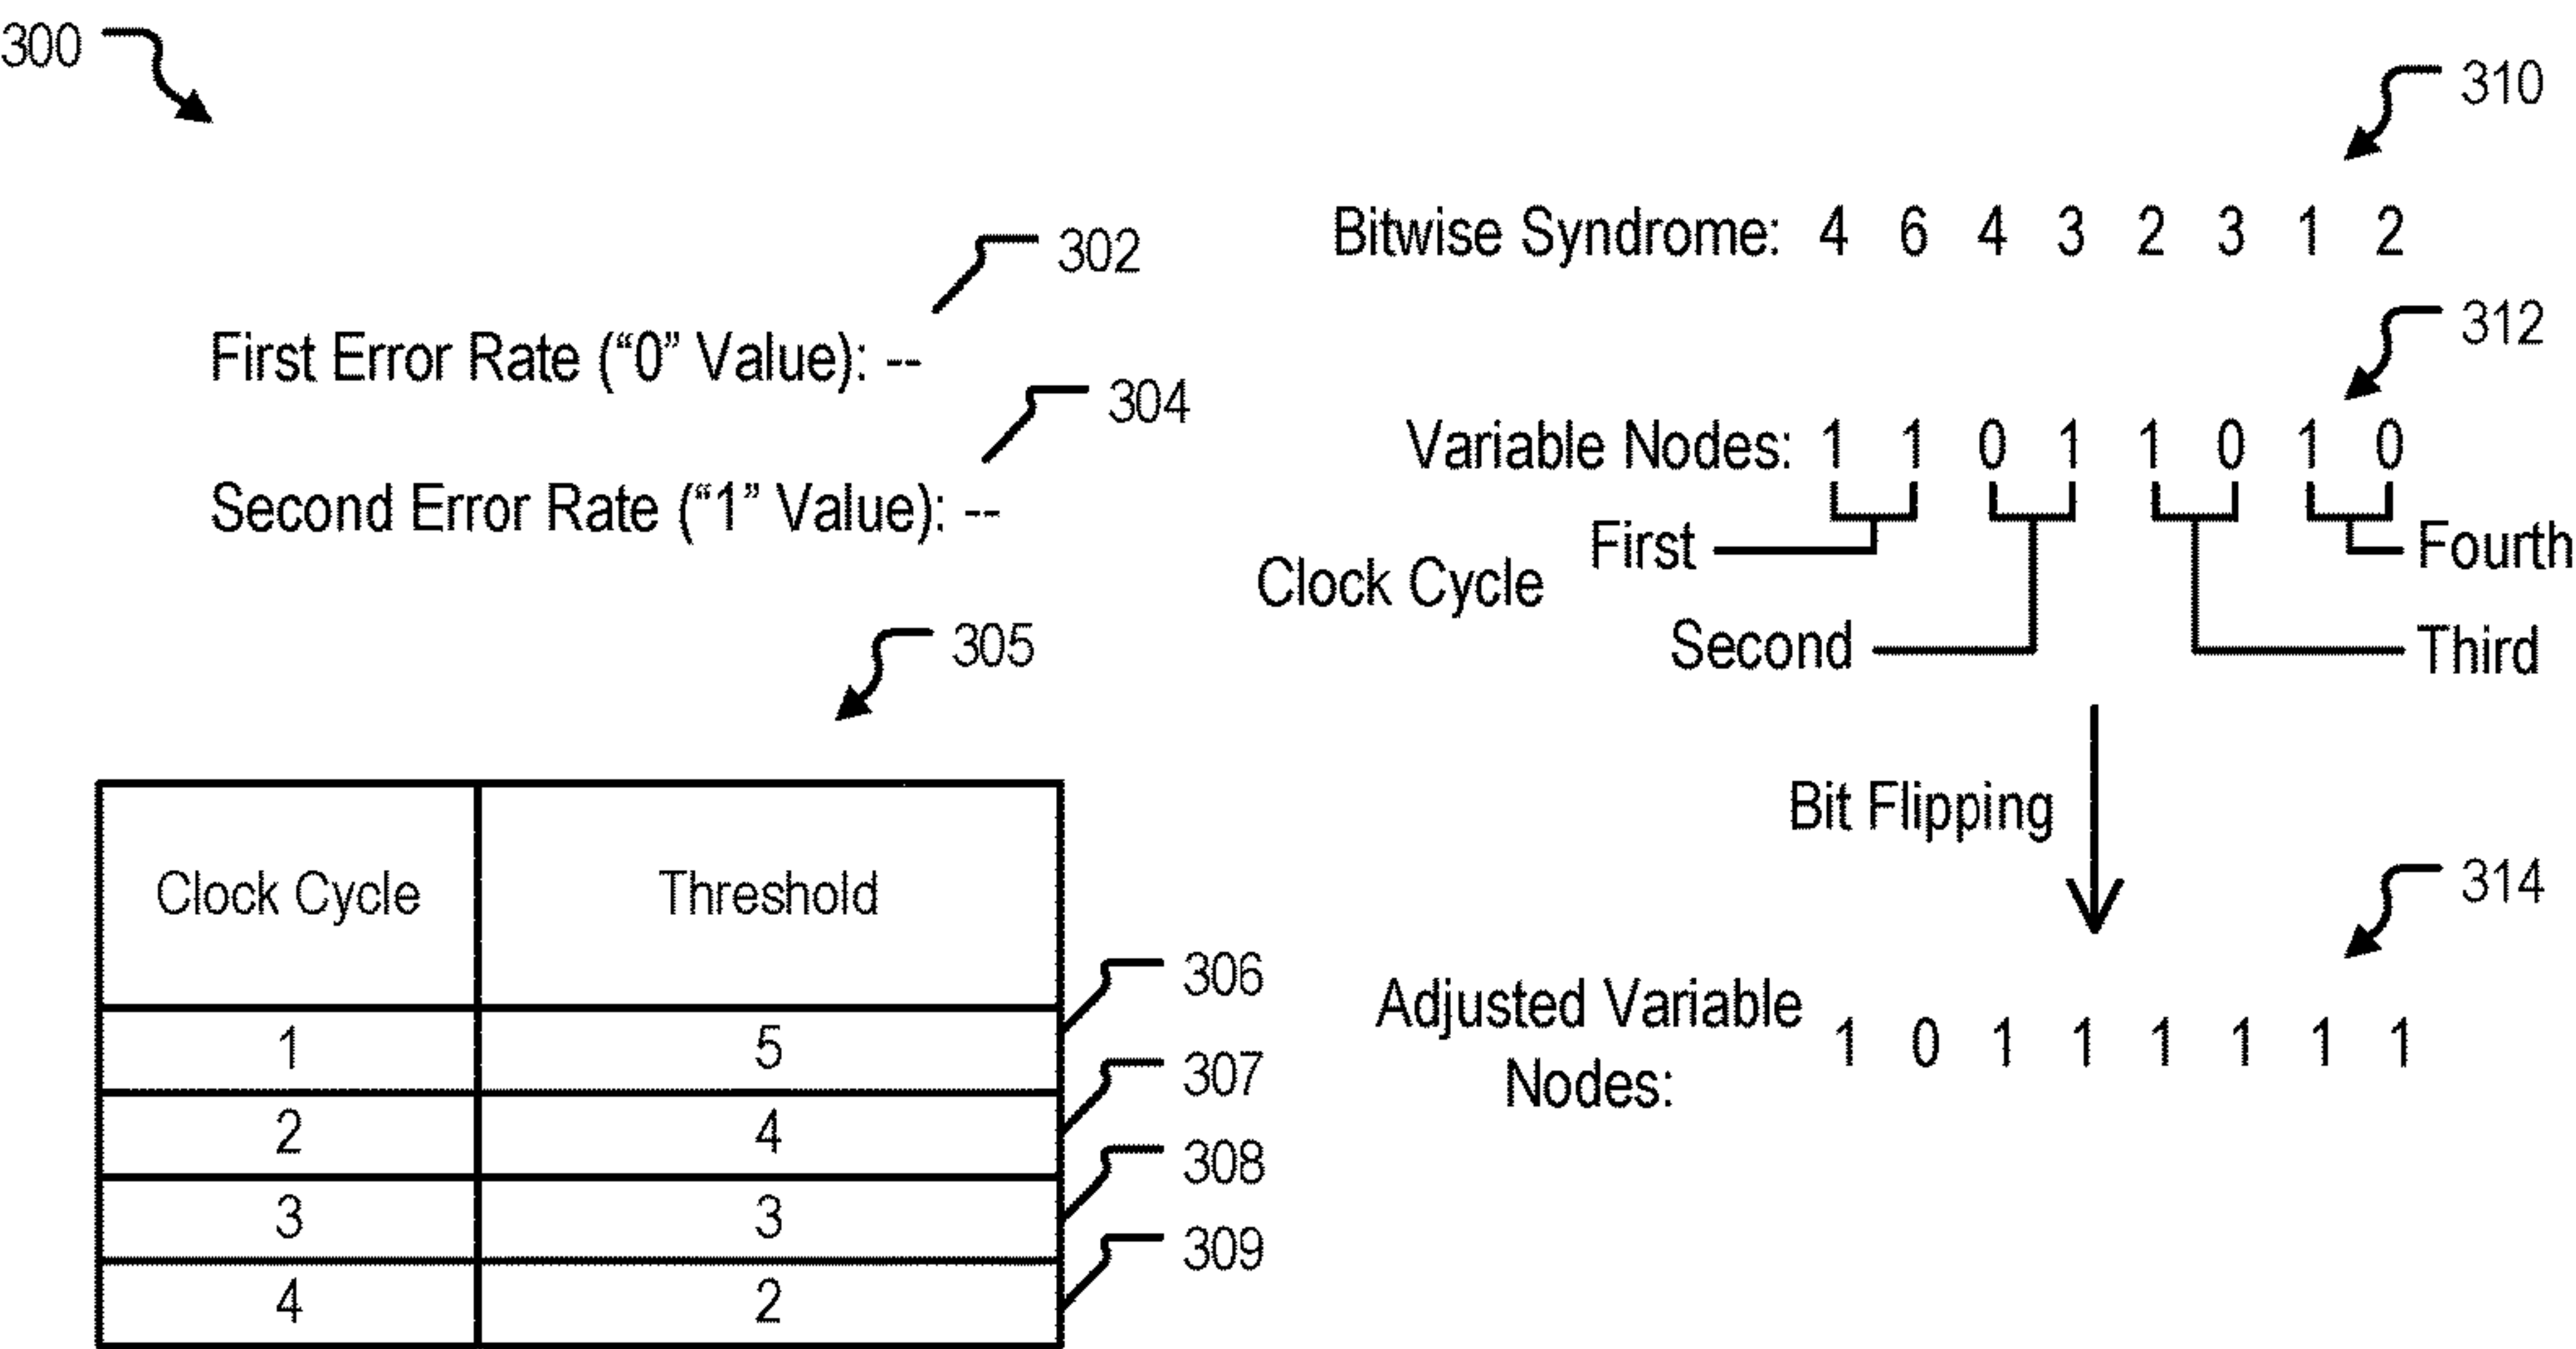 300
310
Bitwise Syndrome: 4 6 4 3 2 3 1 2
302
First Error Rate (“0” Value): --
312
304
Variable Nodes: 1 1 0 1 1 0 1 0
Second Error Rate (“1” Value): --
First
Fourth
Clock Cycle
Second
Third
305
Bit Flipping
314
Clock Cycle Threshold
306
1 5
307
2 4
308
3 3
309
4 2
Adjusted Variable
Nodes:
1 0 1 1 1 1 1 1